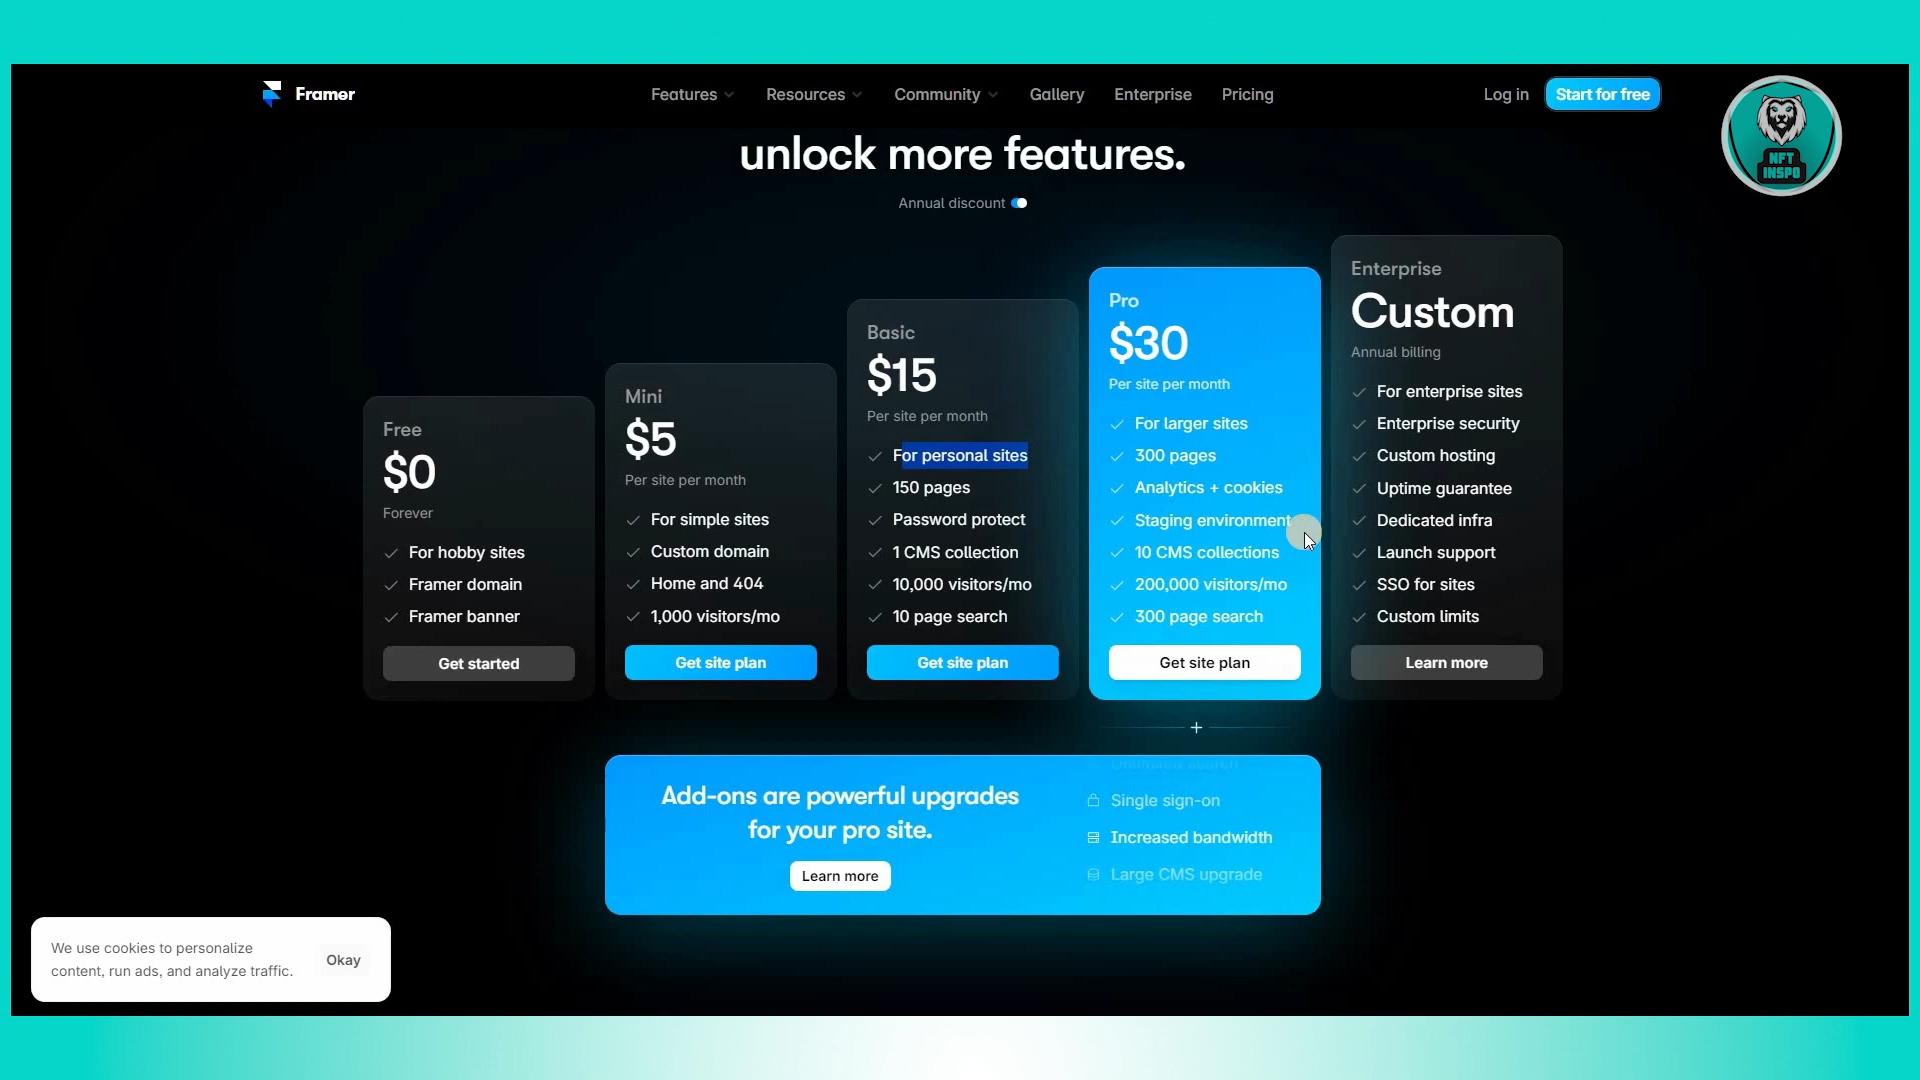 Framer
Features
Resources
Community
Gallery
Enterprise
Pricing
Log in
Start for free
NFT
INSPO
unlock more features.
Annual discount
Free
$0
Forever
For hobby sites
Framer domain
Framer banner
Get started
Mini
$5
Per site per month
For simple sites
Custom domain
Home and 404
1,000 visitors/mo
Get site plan
Basic
$15
Per site per month
For personal sites
150 pages
Password protect
1 CMS collection
10,000 visitors/mo
10 page search
Get site plan
Pro
$30
Per site per month
For larger sites
300 pages
Analytics + cookies
Staging environment
10 CMS collections
200,000 visitors/mo
300 page search
Get site plan
Enterprise
Custom
Annual billing
For enterprise sites
Enterprise security
Custom hosting
Uptime guarantee
Dedicated infra
Launch support
SSO for sites
Custom limits
Learn more
+
Add-ons are powerful upgrades
for your pro site.
Learn more
Single sign-on
Increased bandwidth
Large CMS upgrade
We use cookies to personalize
content, run ads, and analyze traffic.
Okay